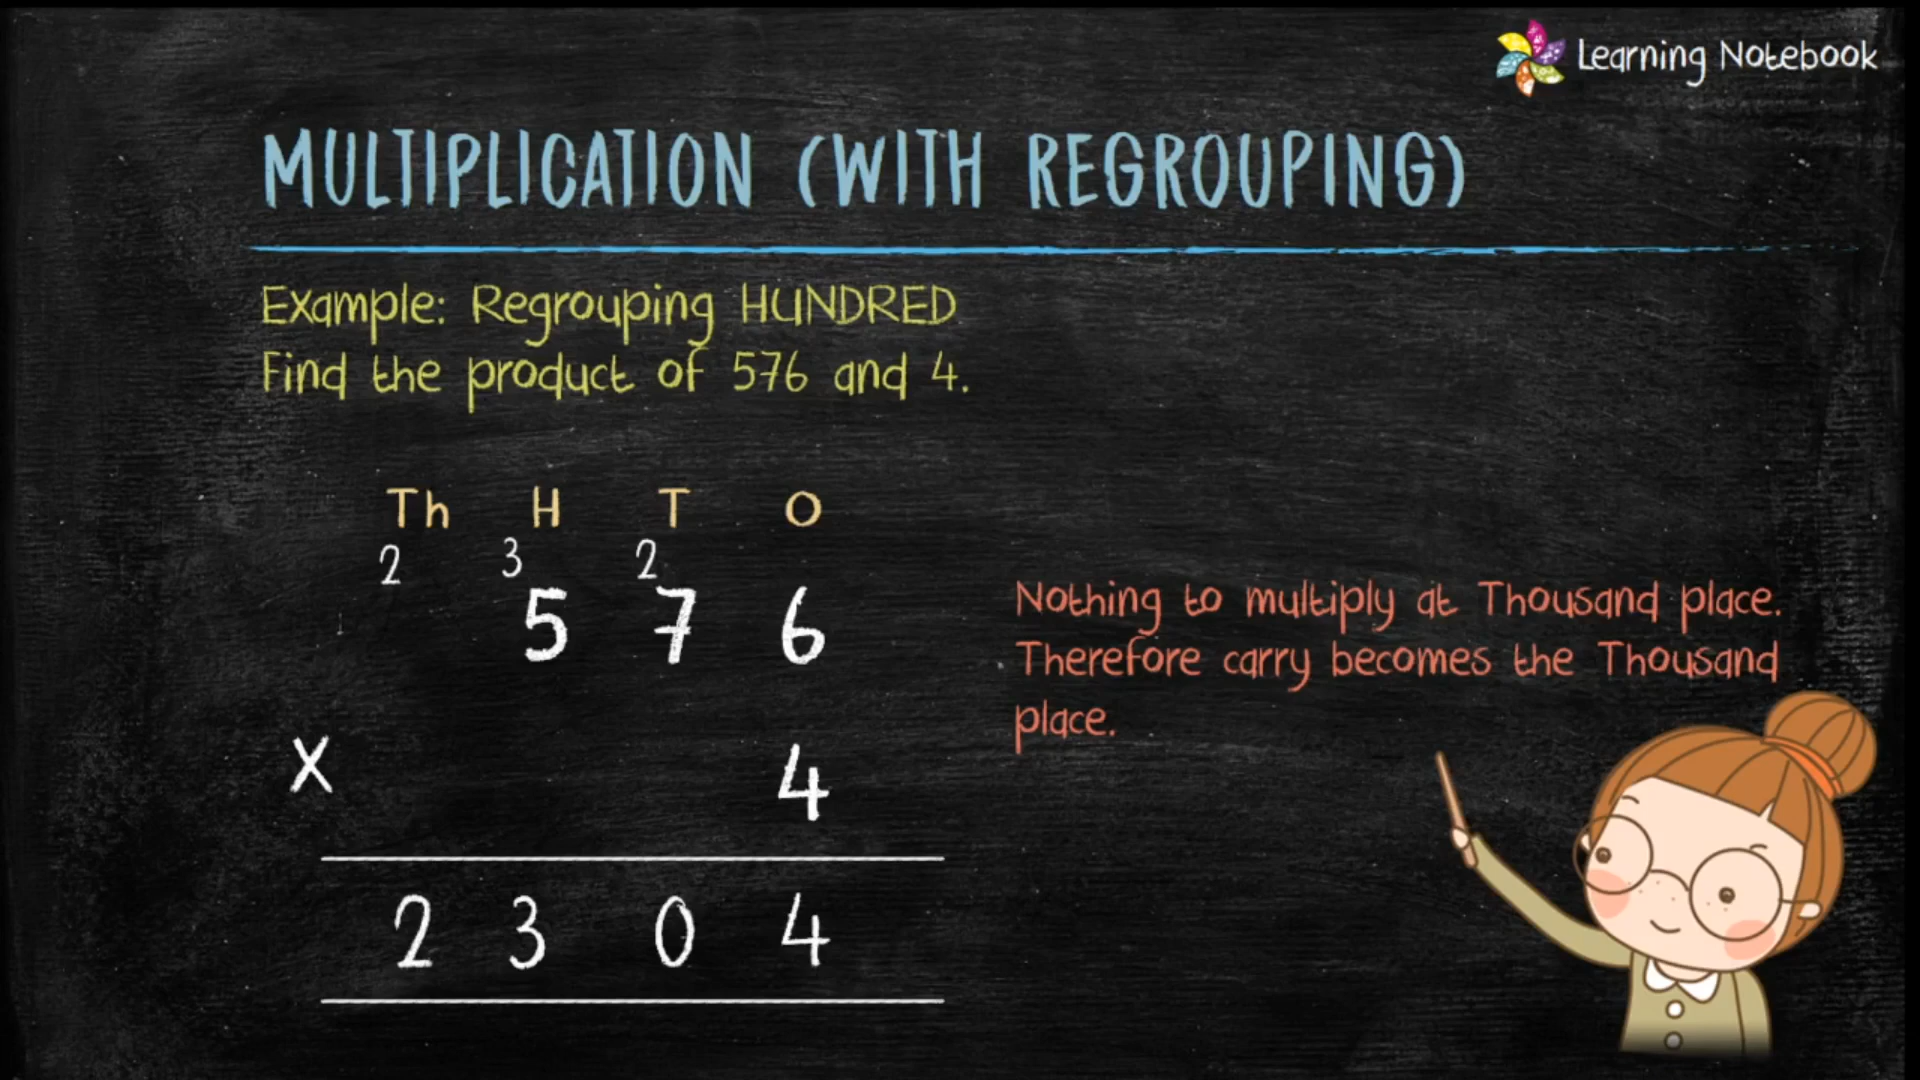 Learning Notebook
MULTIPLICATION (WITH REGROUPING)
Example: Regrouping HUNDRED
Find the product of 576 and 4.
Th H T O
2 3 2
5 7 6
X 4
2 3 0 4
Nothing to multiply at Thousand place.
Therefore carry becomes the Thousand
place.